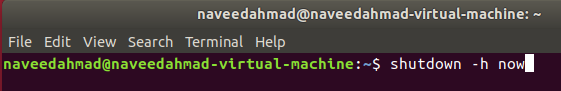 naveedahmad@naveedahmad-virtual-machine: ~
File Edit View Search Terminal Help
naveedahmad@naveedahmad-virtual-machine:~$ shutdown -h now